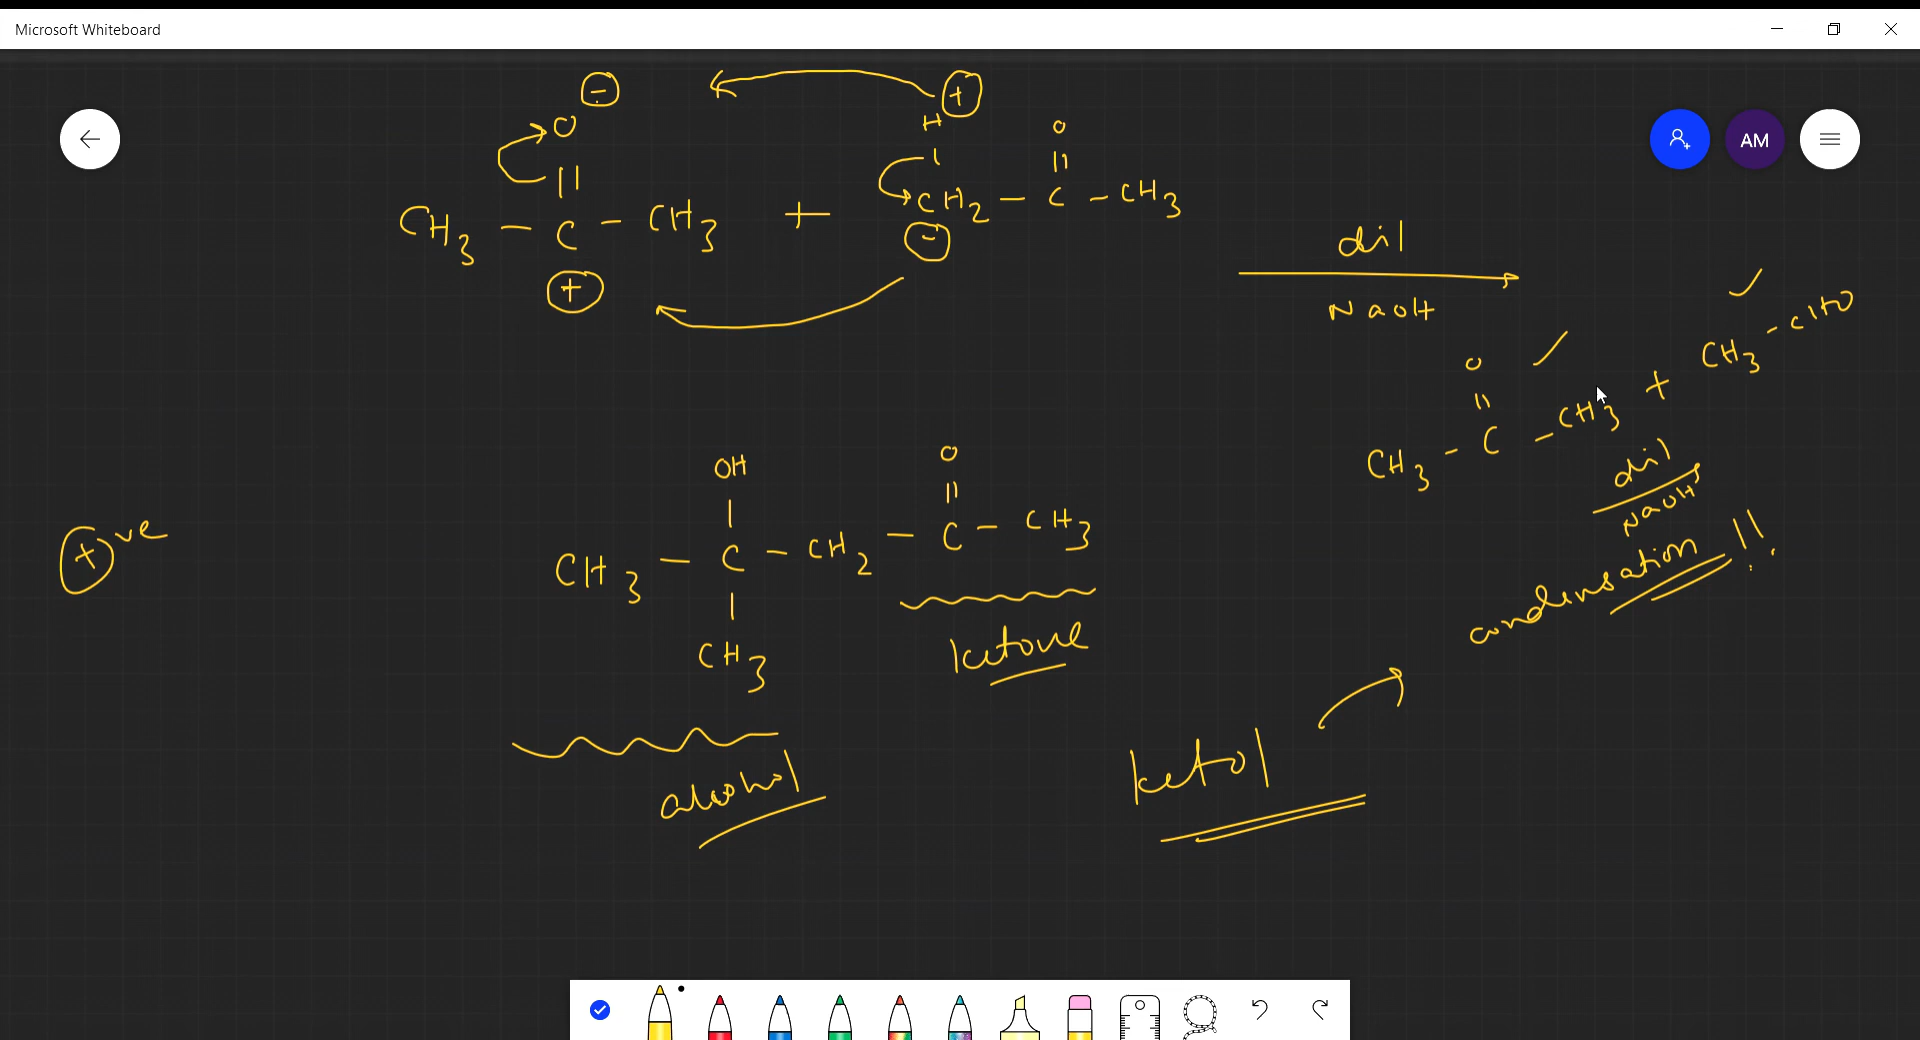 Microsoft Whiteboard
AM
⊖ ⊕
O H O
|| | ||
CH3 - C - CH3 + CH2 - C - CH3
⊕ ⊖
dil
NaOH
O
||
CH3 - C - CH3 + CH3 - CHO
dil
NaOH
condensation !!
⊕ve
OH O
| ||
CH3 - C - CH2 - C - CH3
|
CH3
ketone
alcohol
ketol